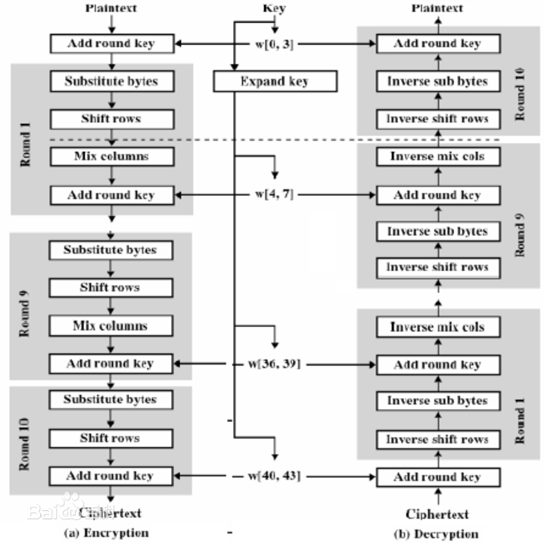 Plaintext
Add round key
Substitute bytes
Shift rows
Mix columns
Add round key
Round 1
Substitute bytes
Shift rows
Mix columns
Add round key
Round 9
Substitute bytes
Shift rows
Add round key
Round 10
Ciphertext
(a) Encryption
Key
w[0, 3]
Expand key
w[4, 7]
w[36, 39]
w[40, 43]
Plaintext
Add round key
Inverse sub bytes
Inverse shift rows
Round 10
Inverse mix cols
Add round key
Inverse sub bytes
Inverse shift rows
Round 9
Inverse mix cols
Add round key
Inverse sub bytes
Inverse shift rows
Round 1
Add round key
Ciphertext
(b) Decryption